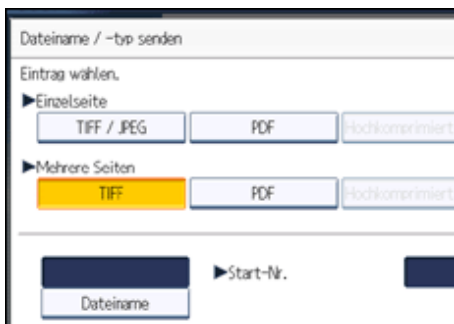 Dateiname / -typ senden
Eintrag wählen.
►Einzelseite
TIFF / JPEG PDF Hochkomprimiert
►Mehrere Seiten
TIFF PDF Hochkomprimiert
►Start-Nr.
Dateiname